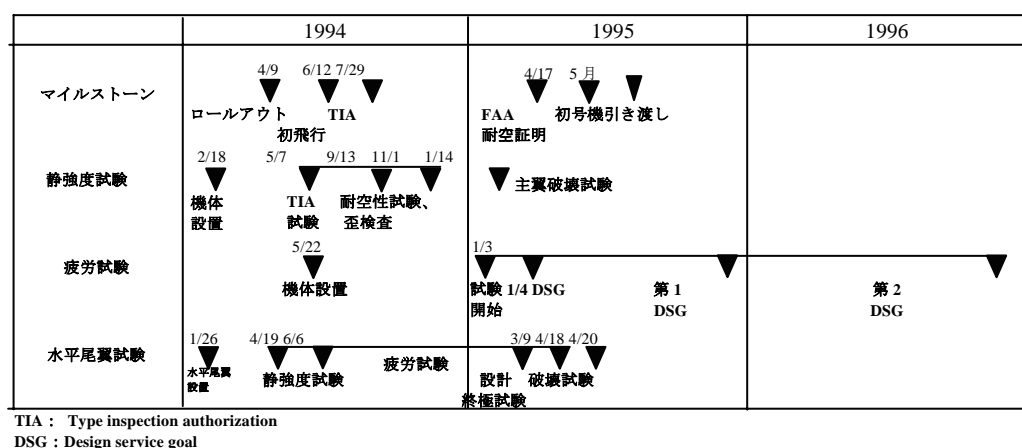 1994 1995 1996
4/9 6/12 7/29 4/17 5 月
マイルストーン
ロールアウト TIA FAA 初号機引き渡し
初飛行 耐空証明
2/18 5/7 9/13 11/1 1/14
静強度試験 主翼破壊試験
機体 TIA 耐空性試験、
設置 試験 歪検査
5/22 1/3
疲労試験
機体設置 試験 1/4 DSG 第 1 第 2
開始 DSG DSG
1/26 4/19 6/6 3/9 4/18 4/20
水平尾翼試験 疲労試験
水平尾翼 静強度試験 設計 破壊試験
設置 終極試験
TIA : Type inspection authorization
DSG : Design service goal